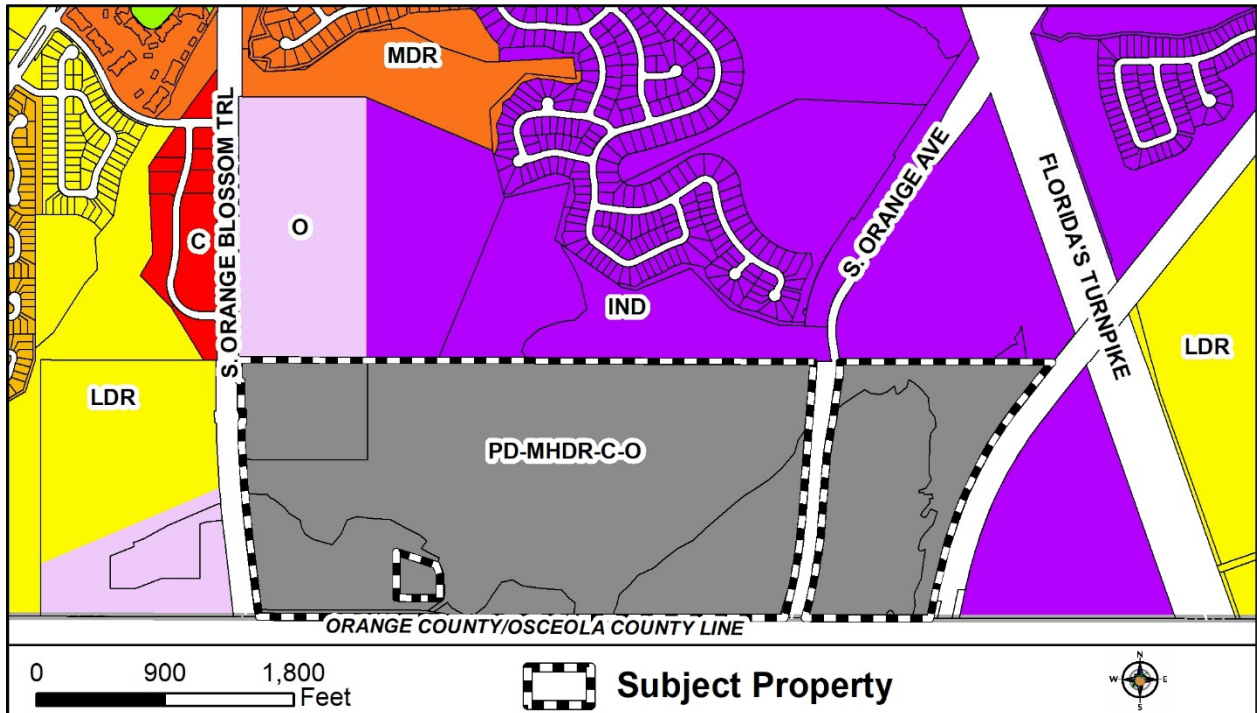 MDR
S. ORANGE BLOSSOM TRL
C
O
S. ORANGE AVE
FLORIDA'S TURNPIKE
IND
LDR
LDR
PD-MHDR-C-O
ORANGE COUNTY/OSCEOLA COUNTY LINE
0 900 1,800
Feet
Subject Property
N
W E
S